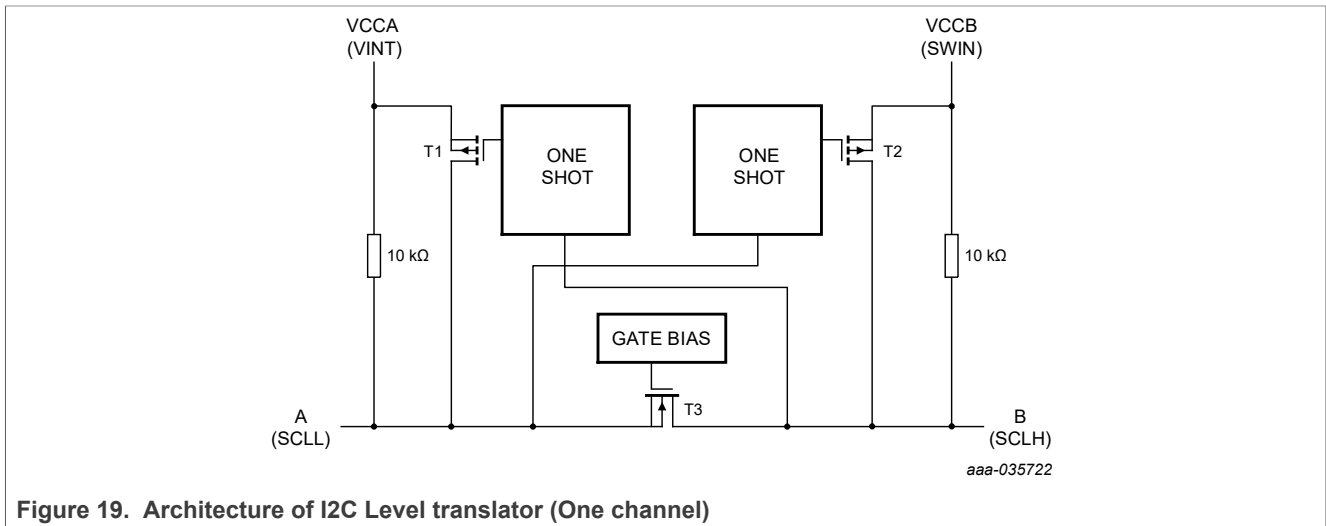 VCCA
(VINT)
VCCB
(SWIN)
T1
ONE
SHOT
ONE
SHOT
T2
10 kΩ
10 kΩ
GATE BIAS
T3
A
(SCLL)
B
(SCLH)
aaa-035722
Figure 19. Architecture of I2C Level translator (One channel)